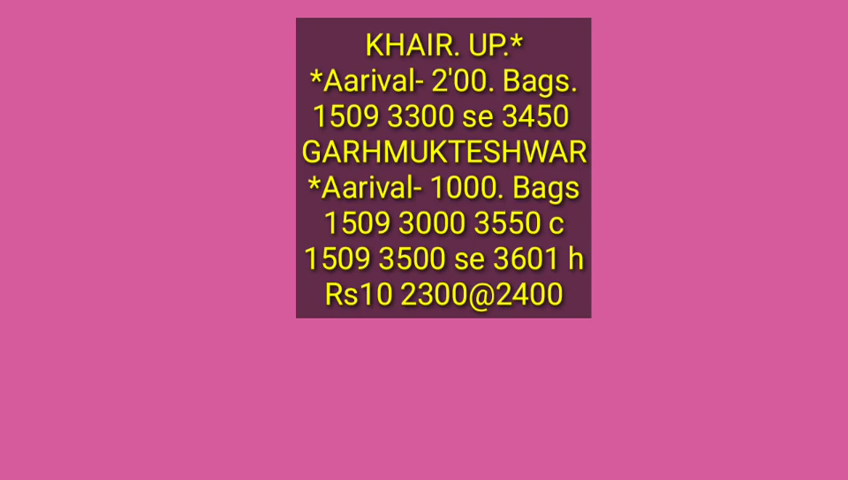 KHAIR. UP.*
*Aarival- 2'00. Bags.
1509 3300 se 3450
GARHMUKTESHWAR
*Aarival- 1000. Bags
1509 3000 3550 c
1509 3500 se 3601 h
Rs10 2300@2400